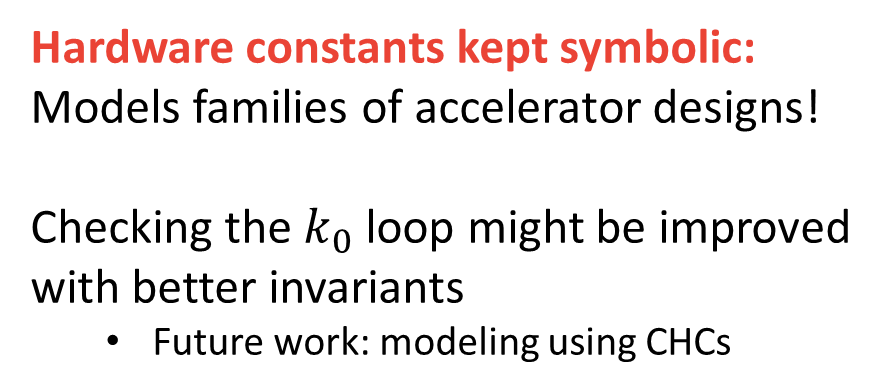 Hardware constants kept symbolic:
Models families of accelerator designs!
Checking the k₀ loop might be improved
with better invariants
• Future work: modeling using CHCs